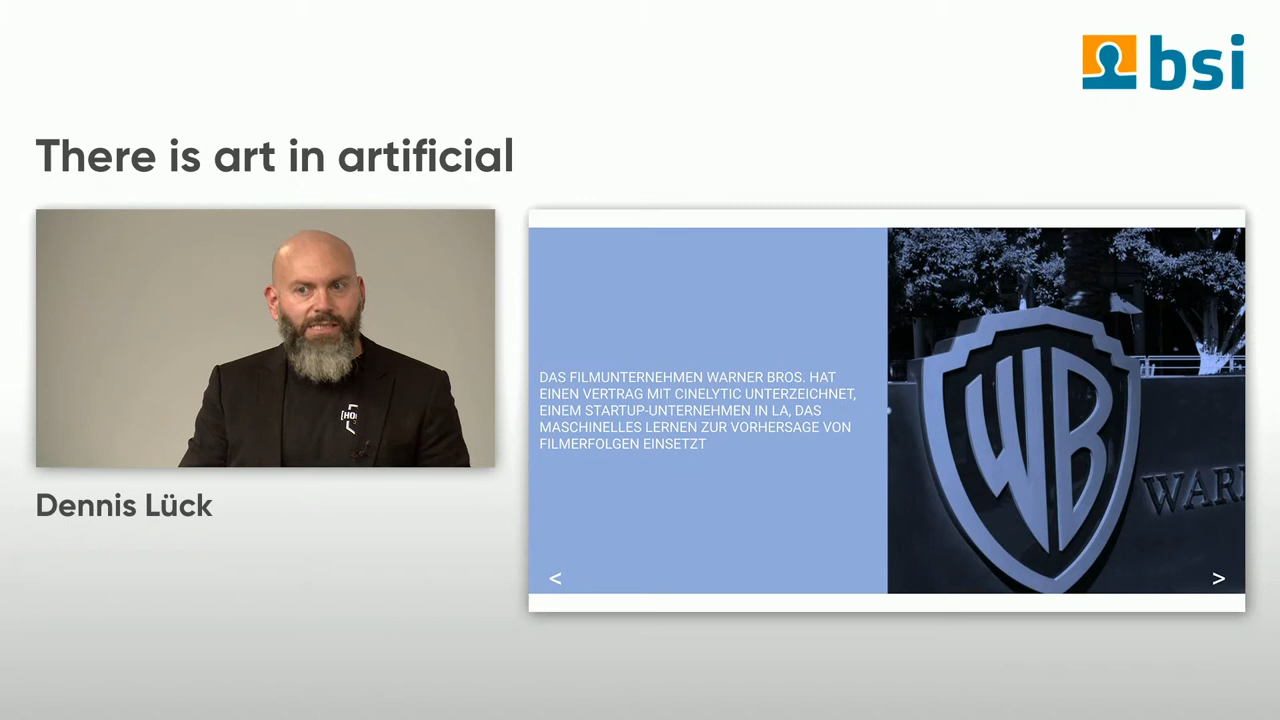 bsi
There is art in artificial
DAS FILMUNTERNEHMEN WARNER BROS. HAT
EINEN VERTRAG MIT CINELYTIC UNTERZEICHNET,
EINEM STARTUP-UNTERNEHMEN IN LA, DAS
MASCHINELLES LERNEN ZUR VORHERSAGE VON
FILMERFOLGEN EINSETZT
WB
WAR
< >
Dennis Lück